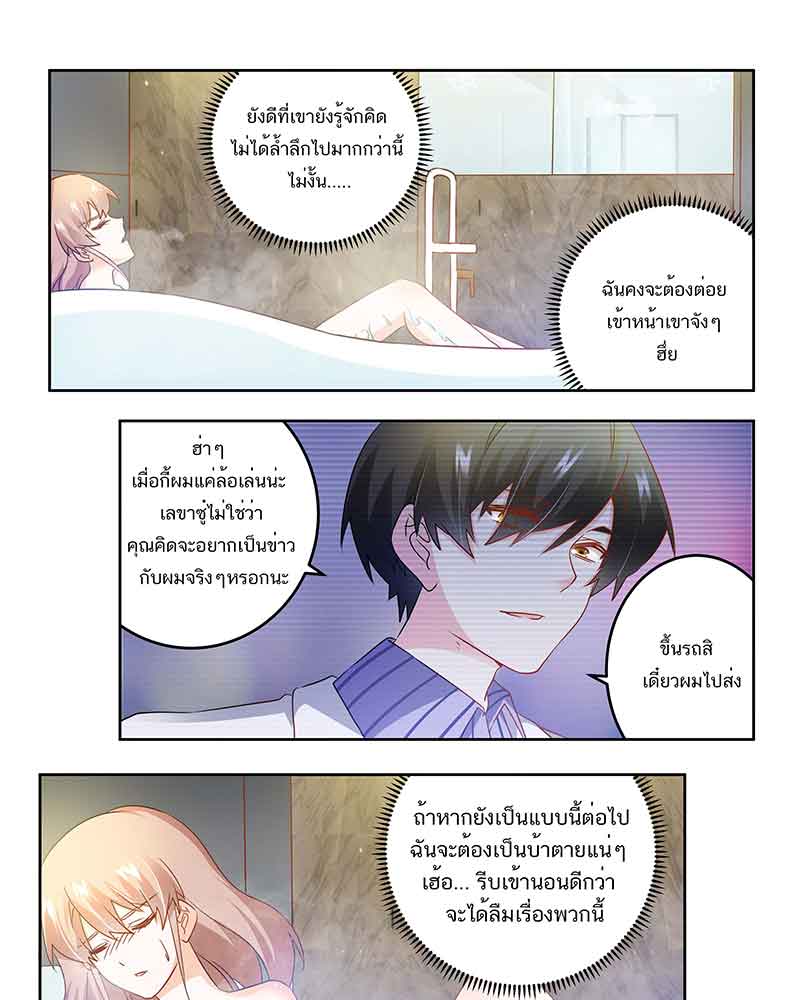 ยังดีที่เขายังรู้จักคิด
ไม่ได้ล้ำลึกไปมากกว่านี้
ไม่งั้น.....
ฉันคงจะต้องต่อย
เข้าหน้าเขาจังๆ
ฮึ่ย
ฮ่าๆ
เมื่อกี้ผมแค่ล้อเล่นน่ะ
เลขาซู๋ไม่ใช่ว่า
คุณคิดจะอยากเป็นข่าว
กับผมจริงๆหรอกนะ
ขึ้นรถสิ
เดี๋ยวผมไปส่ง
ถ้าหากยังเป็นแบบนี้ต่อไป
ฉันจะต้องเป็นบ้าตายแน่ๆ
เฮ้อ... รีบเข้านอนดีกว่า
จะได้ลืมเรื่องพวกนี้